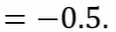 = −0.5.